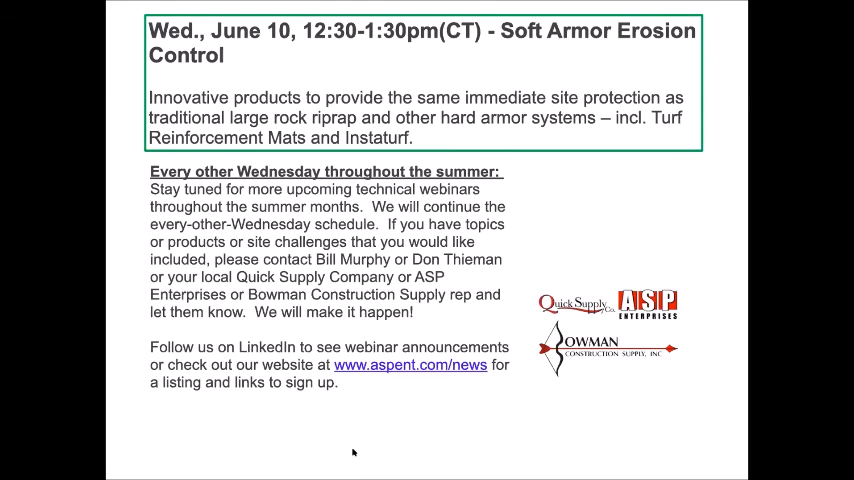 Wed., June 10, 12:30-1:30pm(CT) - Soft Armor Erosion
Control
Innovative products to provide the same immediate site protection as
traditional large rock riprap and other hard armor systems – incl. Turf
Reinforcement Mats and Instaturf.
Every other Wednesday throughout the summer:
Stay tuned for more upcoming technical webinars
throughout the summer months.  We will continue the
every-other-Wednesday schedule.  If you have topics
or products or site challenges that you would like
included, please contact Bill Murphy or Don Thieman
or your local Quick Supply Company or ASP
Enterprises or Bowman Construction Supply rep and
let them know.  We will make it happen!
Follow us on LinkedIn to see webinar announcements
or check out our website at www.aspent.com/news for
a listing and links to sign up.
Quick Supply Co.
ASP
ENTERPRISES
BOWMAN
CONSTRUCTION SUPPLY, INC